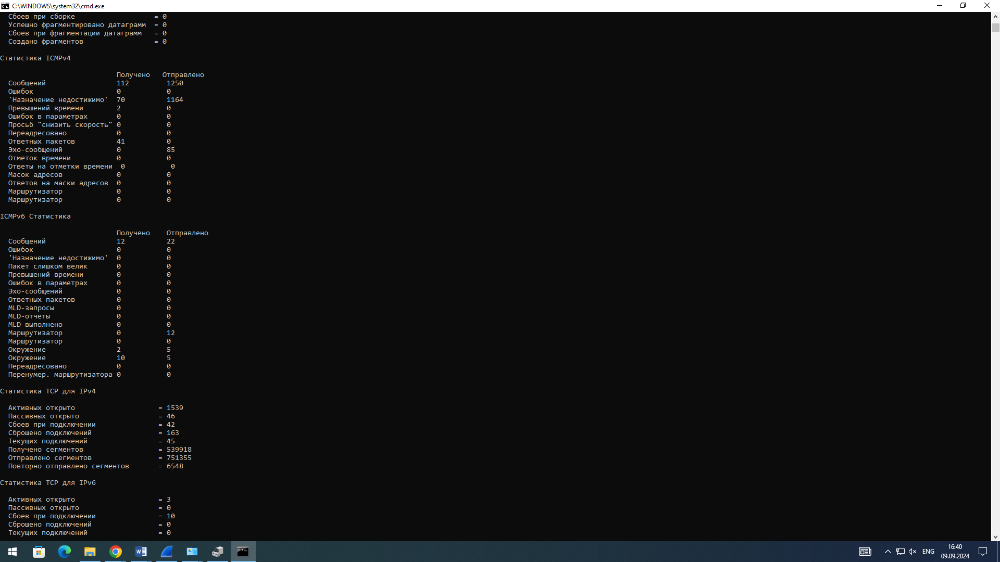 C:\WINDOWS\system32\cmd.exe
Сбоев при сборке = 0
Успешно фрагментировано датаграмм = 0
Сбоев при фрагментации датаграмм = 0
Создано фрагментов = 0
Статистика ICMPv4
Получено Отправлено
Сообщений 112 1250
Ошибок 0 0
'Назначение недостижимо' 70 1164
Превышений времени 2 0
Ошибок в параметрах 0 0
Просьб "снизить скорость" 0 0
Переадресовано 0 0
Ответных пакетов 41 0
Эхо-сообщений 0 85
Отметок времени 0 0
Ответы на отметки времени 0 0
Масок адресов 0 0
Ответов на маски адресов 0 0
Маршрутизатор 0 0
Маршрутизатор 0 0
ICMPv6 Статистика
Получено Отправлено
Сообщений 12 22
Ошибок 0 0
'Назначение недостижимо' 0 0
Пакет слишком велик 0 0
Превышений времени 0 0
Ошибок в параметрах 0 0
Эхо-сообщений 0 0
Ответных пакетов 0 0
MLD-запросы 0 0
MLD-отчеты 0 0
MLD выполнено 0 0
Маршрутизатор 0 12
Маршрутизатор 0 0
Окружение 2 5
Окружение 10 5
Переадресовано 0 0
Перенумер. маршрутизатора 0 0
Статистика TCP для IPv4
Активных открыто = 1539
Пассивных открыто = 46
Сбоев при подключении = 42
Сброшено подключений = 163
Текущих подключений = 45
Получено сегментов = 539918
Отправлено сегментов = 751355
Повторно отправлено сегментов = 6548
Статистика TCP для IPv6
Активных открыто = 3
Пассивных открыто = 0
Сбоев при подключении = 10
Сброшено подключений = 0
Текущих подключений = 0
ENG
16:40
09.09.2024